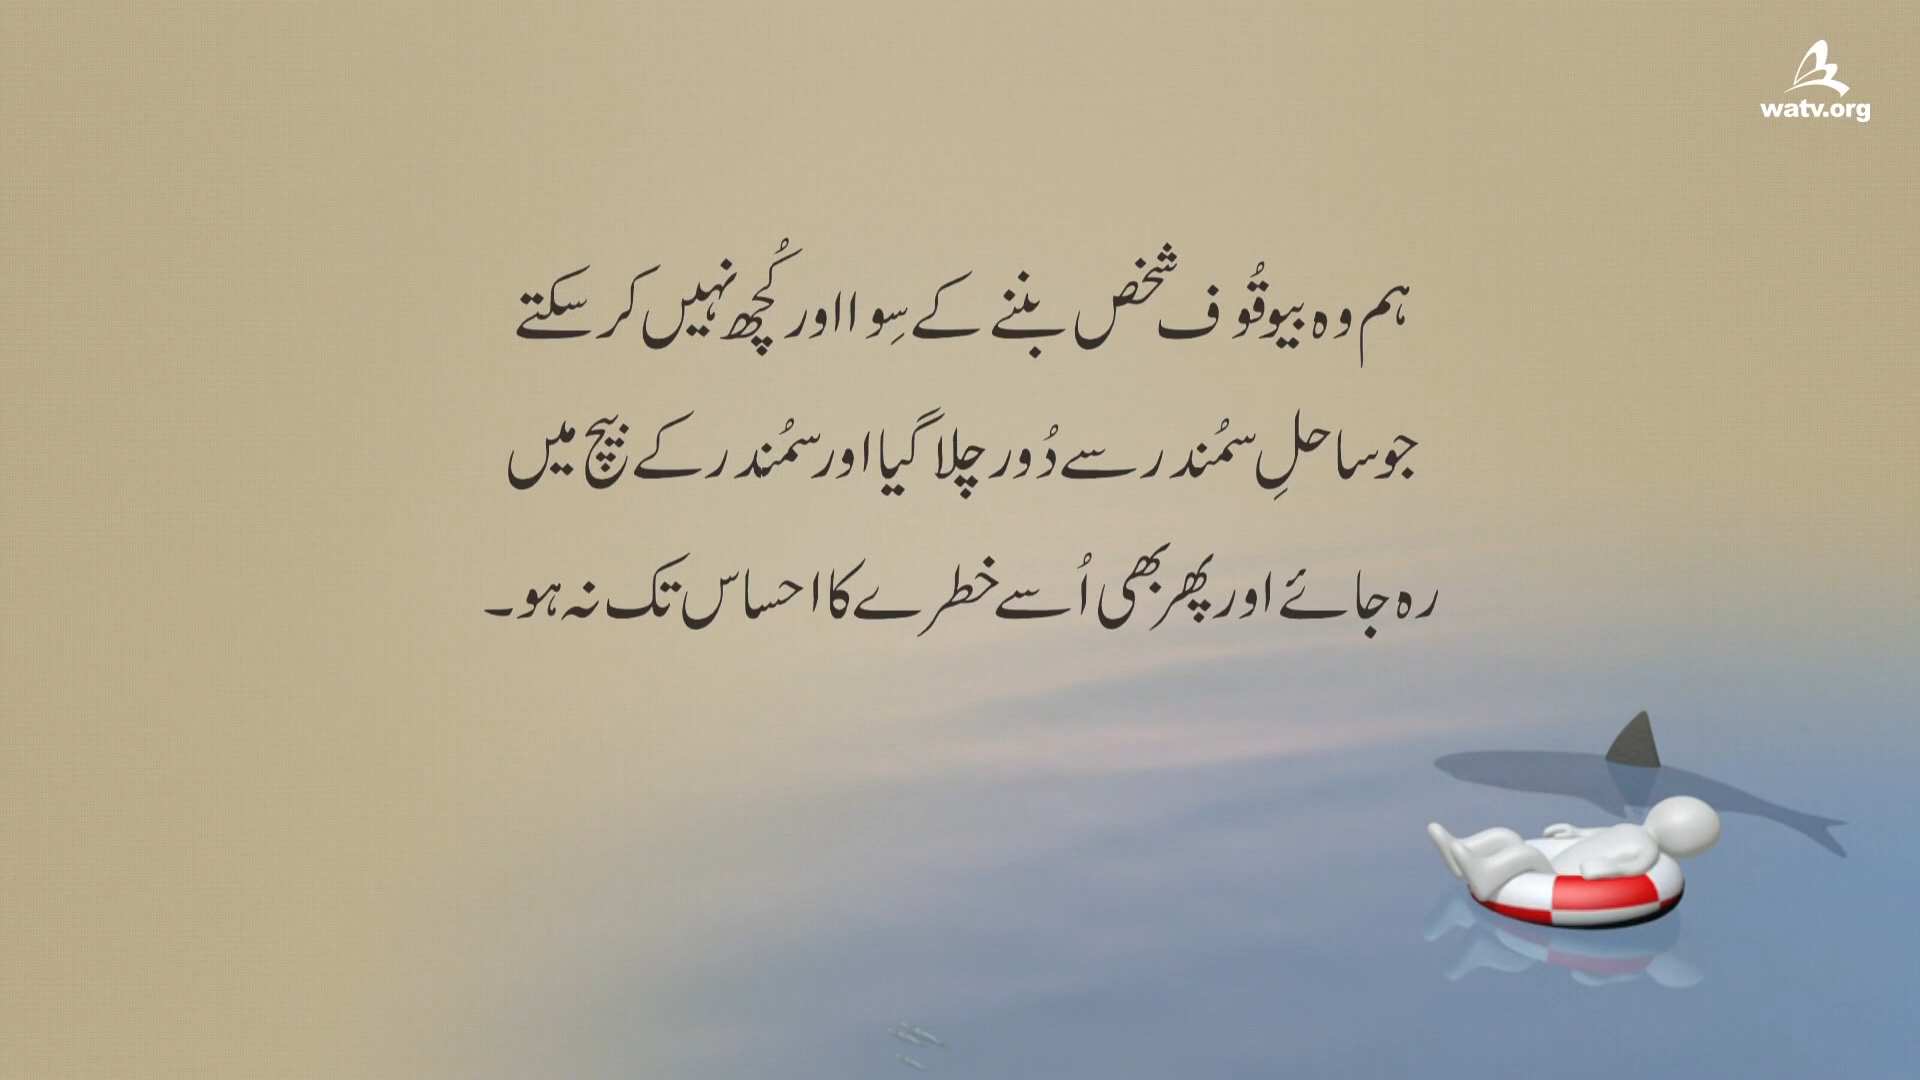 watv.org
ہم وہ بیوقُوف شخص بننے کے سِوا اور کُچھ نہیں کر سکتے
جو ساحلِ سمُندر سے دُور چلا گیا اور سمُندر کے بیچ میں
رہ جائے اور پھر بھی اُسے خطرے کا احساس تک نہ ہو۔